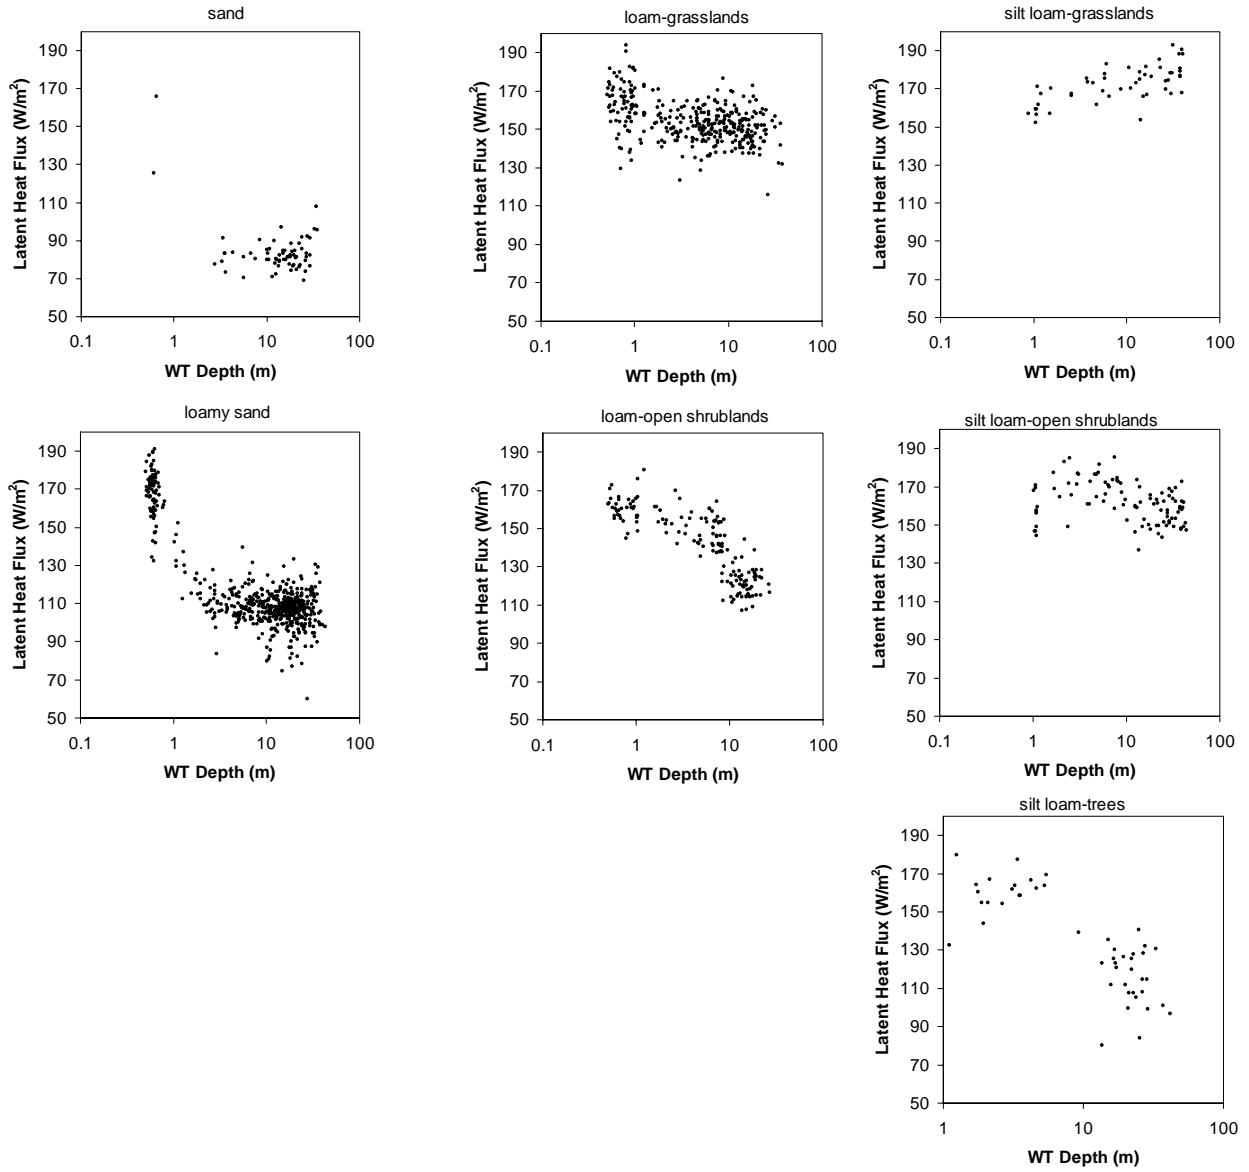 sand
190
170
150
130
110
90
70
50
0.1 1 10 100
Latent Heat Flux (W/m²)
WT Depth (m)
loam-grasslands
190
170
150
130
110
90
70
50
0.1 1 10 100
Latent Heat Flux (W/m²)
WT Depth (m)
silt loam-grasslands
190
170
150
130
110
90
70
50
0.1 1 10 100
Latent Heat Flux (W/m²)
WT Depth (m)
loamy sand
190
170
150
130
110
90
70
50
0.1 1 10 100
Latent Heat Flux (W/m²)
WT Depth (m)
loam-open shrublands
190
170
150
130
110
90
70
50
0.1 1 10 100
Latent Heat Flux (W/m²)
WT Depth (m)
silt loam-open shrublands
190
170
150
130
110
90
70
50
0.1 1 10 100
Latent Heat Flux (W/m²)
WT Depth (m)
silt loam-trees
190
170
150
130
110
90
70
50
1 10 100
Latent Heat Flux (W/m²)
WT Depth (m)